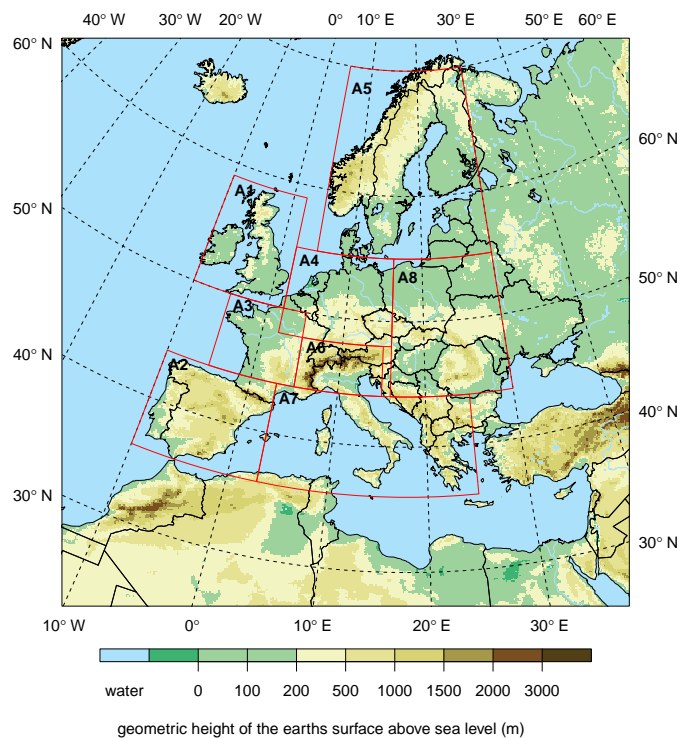 40° W 30° W 20° W 0° 10° E 30° E 50° E 60° E
60° N
A5
60° N
A1
50° N
A4
A8
50° N
A3
A6
40° N
A2
A7
40° N
30° N
30° N
10° W 0° 10° E 20° E 30° E
water 0 100 200 500 1000 1500 2000 3000
geometric height of the earths surface above sea level (m)